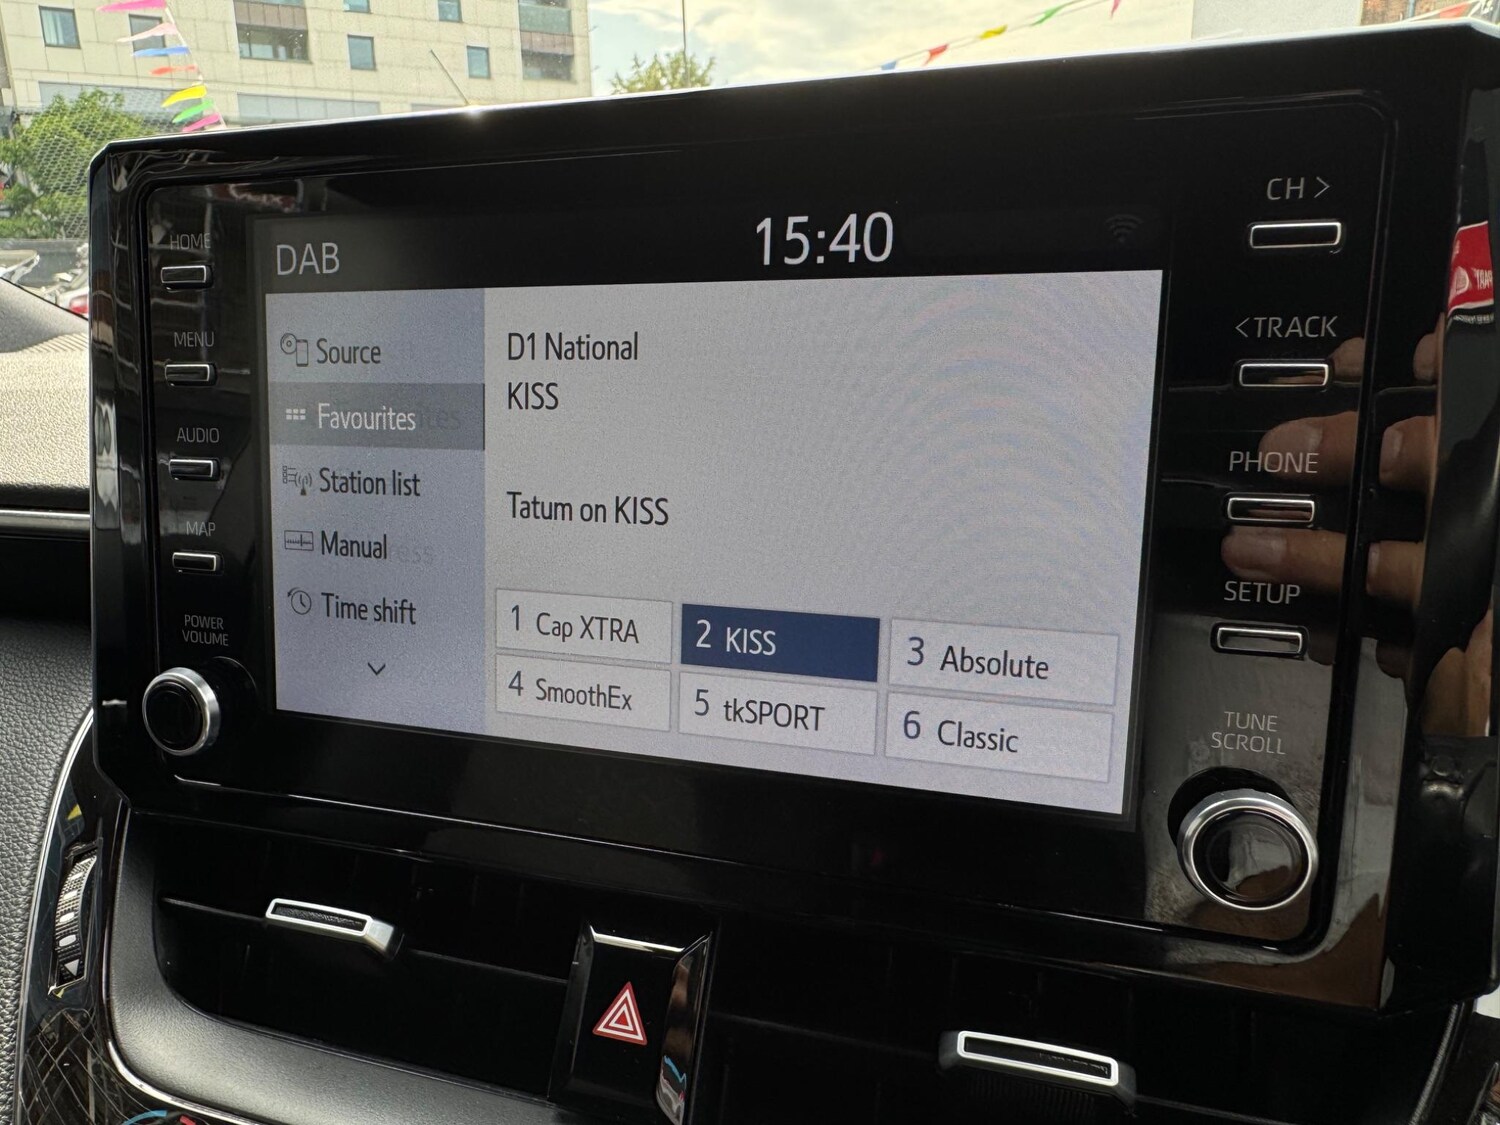 DAB
15:40
CH >
HOME
MENU
AUDIO
MAP
POWER
VOLUME
Source
Favourites
Station list
Manual
Time shift
D1 National
KISS
Tatum on KISS
1 Cap XTRA
2 KISS
3 Absolute
4 SmoothEx
5 tkSPORT
6 Classic
< TRACK
PHONE
SETUP
TUNE
SCROLL